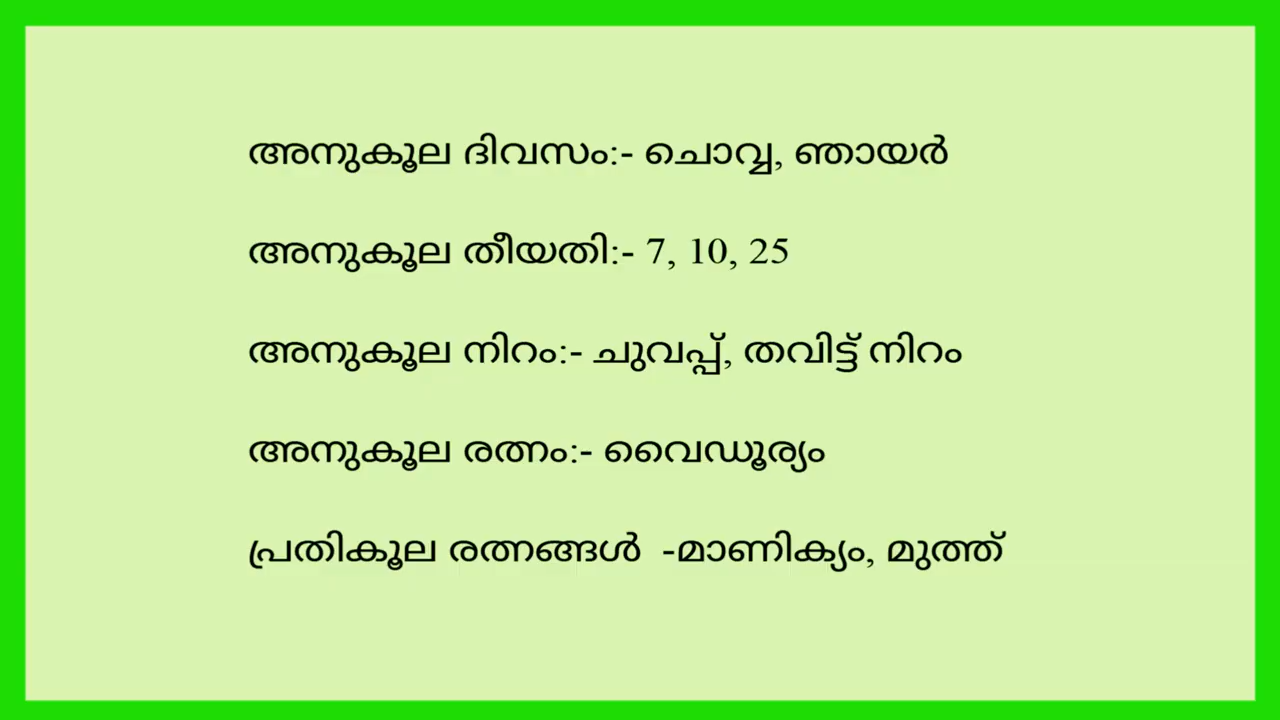 അനുകൂല ദിവസം:- ചൊവ്വ, ഞായർ
അനുകൂല തീയതി:- 7, 10, 25
അനുകൂല നിറം:- ചുവപ്പ്, തവിട്ട് നിറം
അനുകൂല രത്നം:- വൈഡൂര്യം
പ്രതികൂല രത്നങ്ങൾ -മാണിക്യം, മുത്ത്